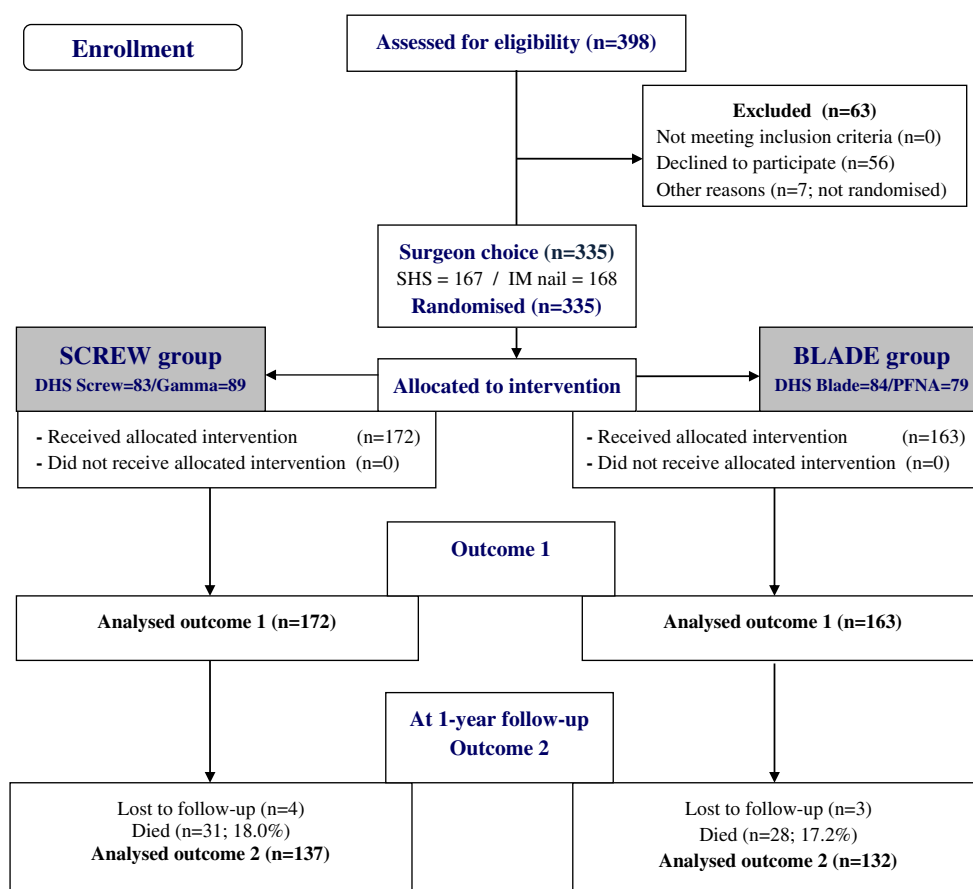 Enrollment
Assessed for eligibility (n=398)
Excluded (n=63)
Not meeting inclusion criteria (n=0)
Declined to participate (n=56)
Other reasons (n=7; not randomised)
Surgeon choice (n=335)
SHS = 167 / IM nail = 168
Randomised (n=335)
SCREW group
DHS Screw=83/Gamma=89
Allocated to intervention
BLADE group
DHS Blade=84/PFNA=79
- Received allocated intervention (n=172)
- Did not receive allocated intervention (n=0)
- Received allocated intervention (n=163)
- Did not receive allocated intervention (n=0)
Outcome 1
Analysed outcome 1 (n=172)
Analysed outcome 1 (n=163)
At 1-year follow-up
Outcome 2
Lost to follow-up (n=4)
Died (n=31; 18.0%)
Analysed outcome 2 (n=137)
Lost to follow-up (n=3)
Died (n=28; 17.2%)
Analysed outcome 2 (n=132)